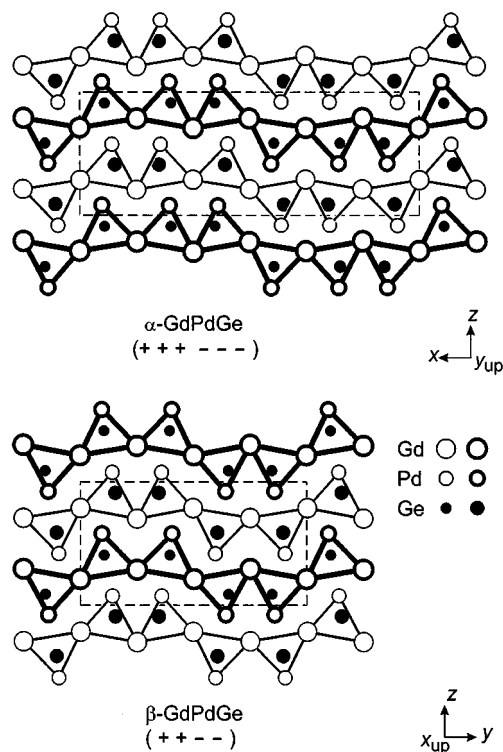 α-GdPdGe
(+ + + – – –)
z
x
y up
Gd
Pd
Ge
β-GdPdGe
(+ + – –)
z
x up
y